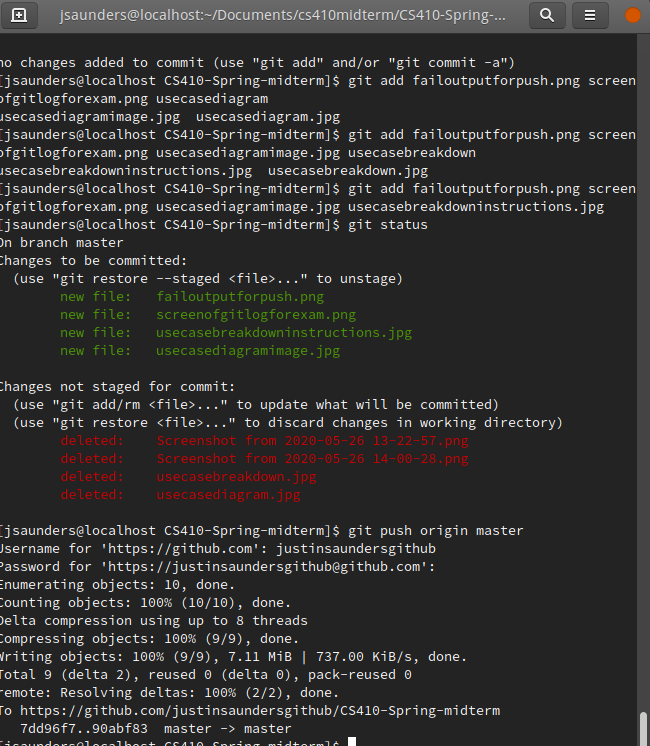 jsaunders@localhost:~/Documents/cs410midterm/CS410-Spring-...
no changes added to commit (use "git add" and/or "git commit -a")
[jsaunders@localhost CS410-Spring-midterm]$ git add failoutputforpush.png screen
ofgitlogforexam.png usecasediagram
usecasediagramimage.jpg  usecasediagram.jpg
[jsaunders@localhost CS410-Spring-midterm]$ git add failoutputforpush.png screen
ofgitlogforexam.png usecasediagramimage.jpg usecasebreakdown
usecasebreakdowninstructions.jpg  usecasebreakdown.jpg
[jsaunders@localhost CS410-Spring-midterm]$ git add failoutputforpush.png screen
ofgitlogforexam.png usecasediagramimage.jpg usecasebreakdowninstructions.jpg
[jsaunders@localhost CS410-Spring-midterm]$ git status
On branch master
Changes to be committed:
  (use "git restore --staged <file>..." to unstage)
        new file:   failoutputforpush.png
        new file:   screenofgitlogforexam.png
        new file:   usecasebreakdowninstructions.jpg
        new file:   usecasediagramimage.jpg
Changes not staged for commit:
  (use "git add/rm <file>..." to update what will be committed)
  (use "git restore <file>..." to discard changes in working directory)
        deleted:    Screenshot from 2020-05-26 13-22-57.png
        deleted:    Screenshot from 2020-05-26 14-00-28.png
        deleted:    usecasebreakdown.jpg
        deleted:    usecasediagram.jpg
[jsaunders@localhost CS410-Spring-midterm]$ git push origin master
Username for 'https://github.com': justinsaundersgithub
Password for 'https://justinsaundersgithub@github.com':
Enumerating objects: 10, done.
Counting objects: 100% (10/10), done.
Delta compression using up to 8 threads
Compressing objects: 100% (9/9), done.
Writing objects: 100% (9/9), 7.11 MiB | 737.00 KiB/s, done.
Total 9 (delta 2), reused 0 (delta 0), pack-reused 0
remote: Resolving deltas: 100% (2/2), done.
To https://github.com/justinsaundersgithub/CS410-Spring-midterm
   7dd96f7..90abf83  master -> master
[jsaunders@localhost CS410-Spring-midterm]$